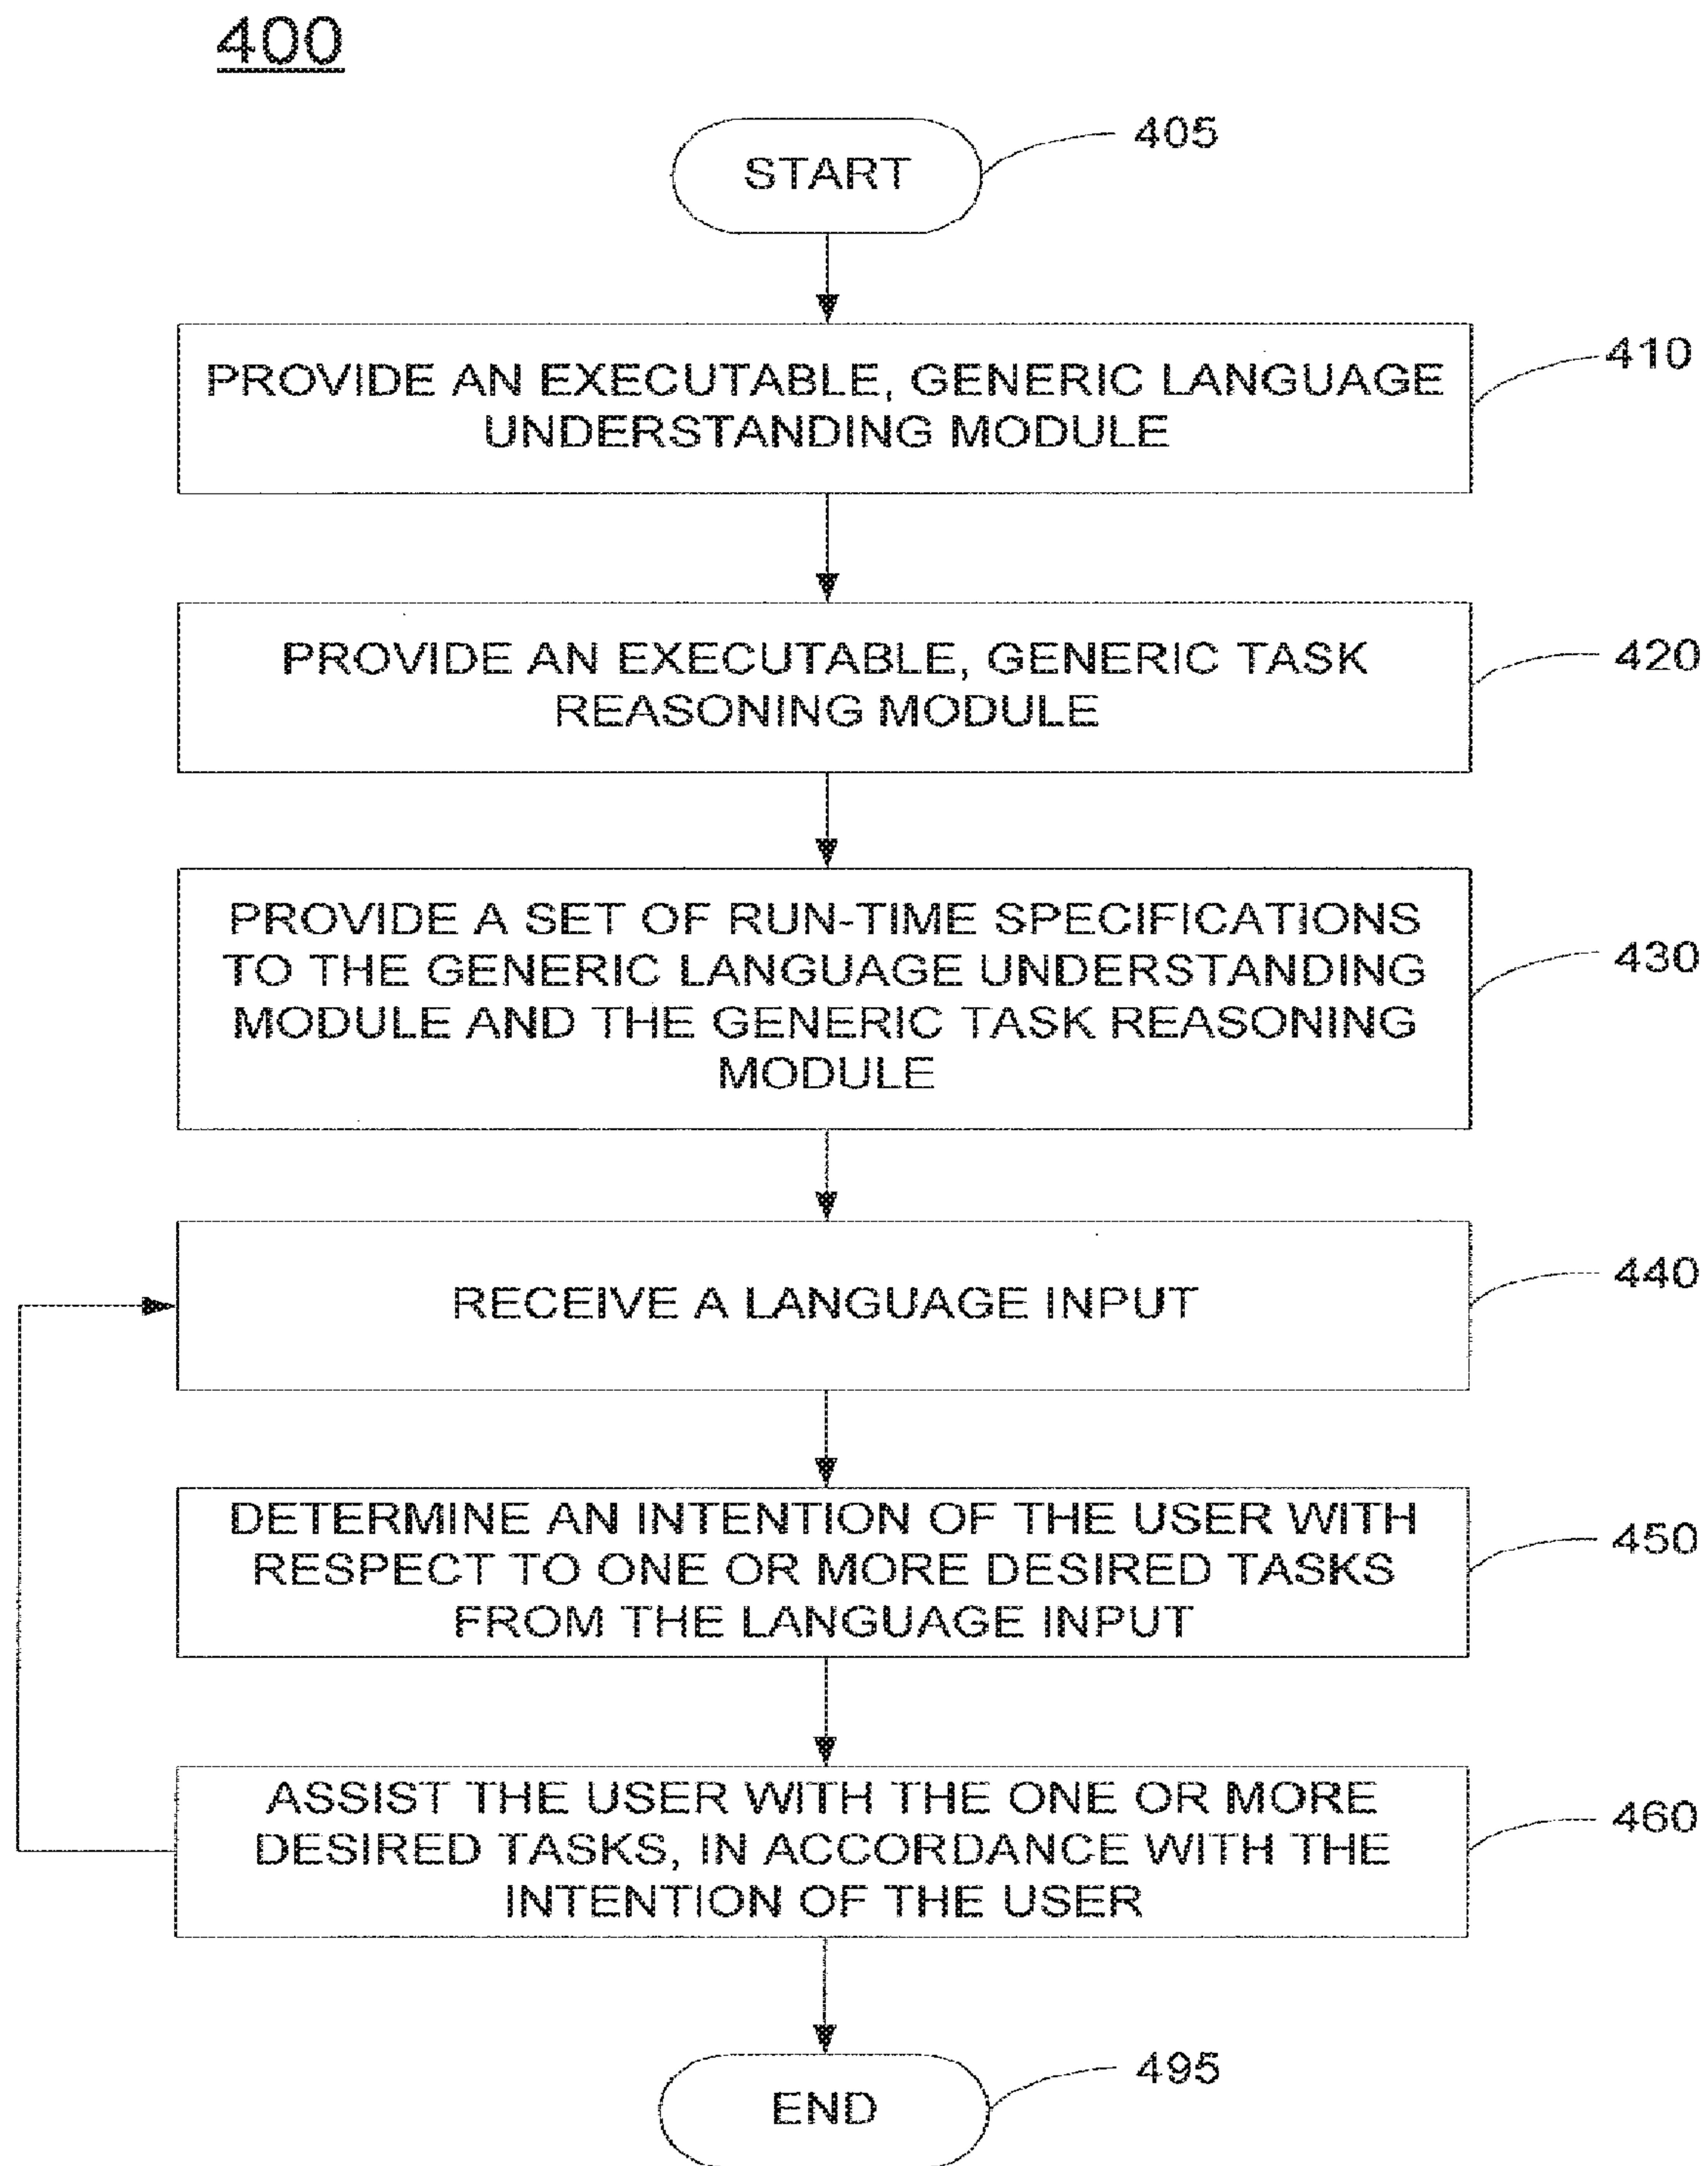 400
START
405
PROVIDE AN EXECUTABLE, GENERIC LANGUAGE
UNDERSTANDING MODULE
410
PROVIDE AN EXECUTABLE, GENERIC TASK
REASONING MODULE
420
PROVIDE A SET OF RUN-TIME SPECIFICATIONS
TO THE GENERIC LANGUAGE UNDERSTANDING
MODULE AND THE GENERIC TASK REASONING
MODULE
430
RECEIVE A LANGUAGE INPUT
440
DETERMINE AN INTENTION OF THE USER WITH
RESPECT TO ONE OR MORE DESIRED TASKS
FROM THE LANGUAGE INPUT
450
ASSIST THE USER WITH THE ONE OR MORE
DESIRED TASKS, IN ACCORDANCE WITH THE
INTENTION OF THE USER
460
END
495